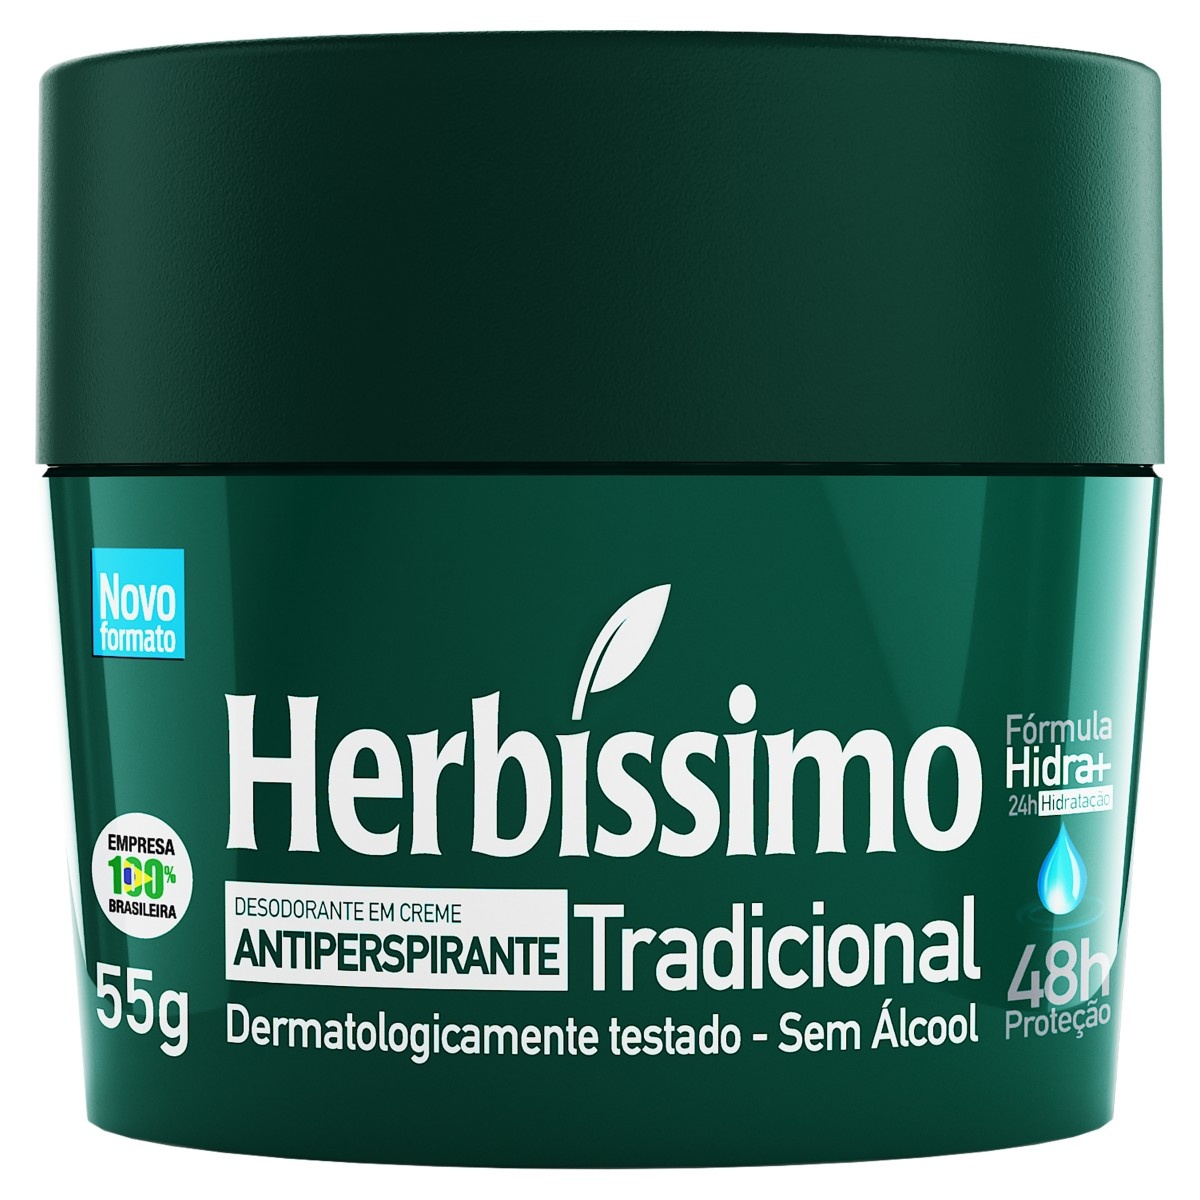 Novo
formato
Herbíssimo
Fórmula
Hidra+
24h Hidratação
EMPRESA
100%
BRASILEIRA
DESODORANTE EM CREME
ANTIPERSPIRANTE
Tradicional
48h
Proteção
55g
Dermatologicamente testado - Sem Álcool